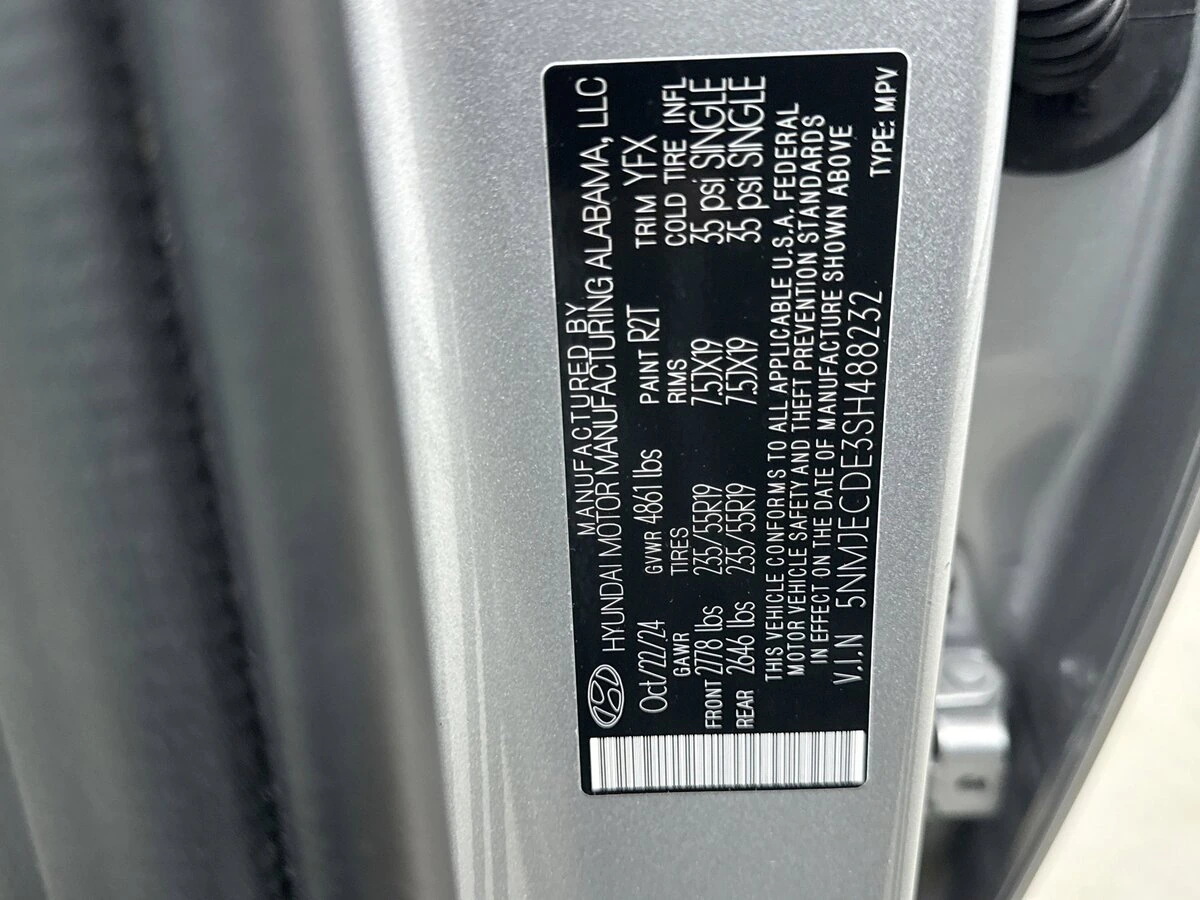 MANUFACTURED BY
HYUNDAI MOTOR MANUFACTURING ALABAMA, LLC
Oct/22/24 GVWR 4861 lbs PAINT R2T TRIM YFX
GAWR TIRES RIMS COLD TIRE INFL
FRONT 2778 lbs 235/55R19 7.5JX19 35 psi SINGLE
REAR 2646 lbs 235/55R19 7.5JX19 35 psi SINGLE
THIS VEHICLE CONFORMS TO ALL APPLICABLE U.S.A. FEDERAL
MOTOR VEHICLE SAFETY AND THEFT PREVENTION STANDARDS
IN EFFECT ON THE DATE OF MANUFACTURE SHOWN ABOVE
V.I.N 5NMJECDE3SH488232 TYPE: MPV